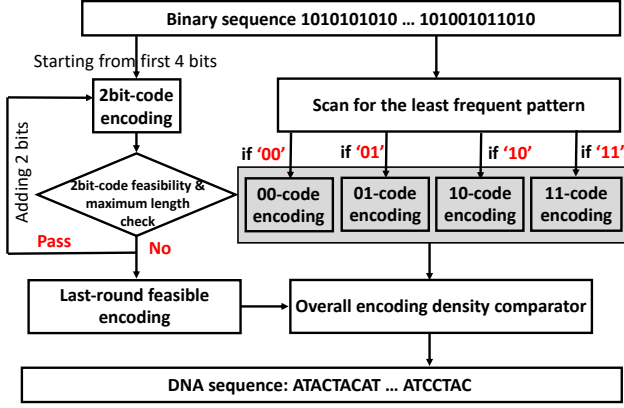 Binary sequence 1010101010 ... 101001011010
Starting from first 4 bits
2bit-code
encoding
Scan for the least frequent pattern
Adding 2 bits
if '00'
if '01'
if '10'
if '11'
2bit-code feasibility &
maximum length
check
00-code
encoding
01-code
encoding
10-code
encoding
11-code
encoding
Pass
No
Last-round feasible
encoding
Overall encoding density comparator
DNA sequence: ATACTACAT ... ATCCTAC